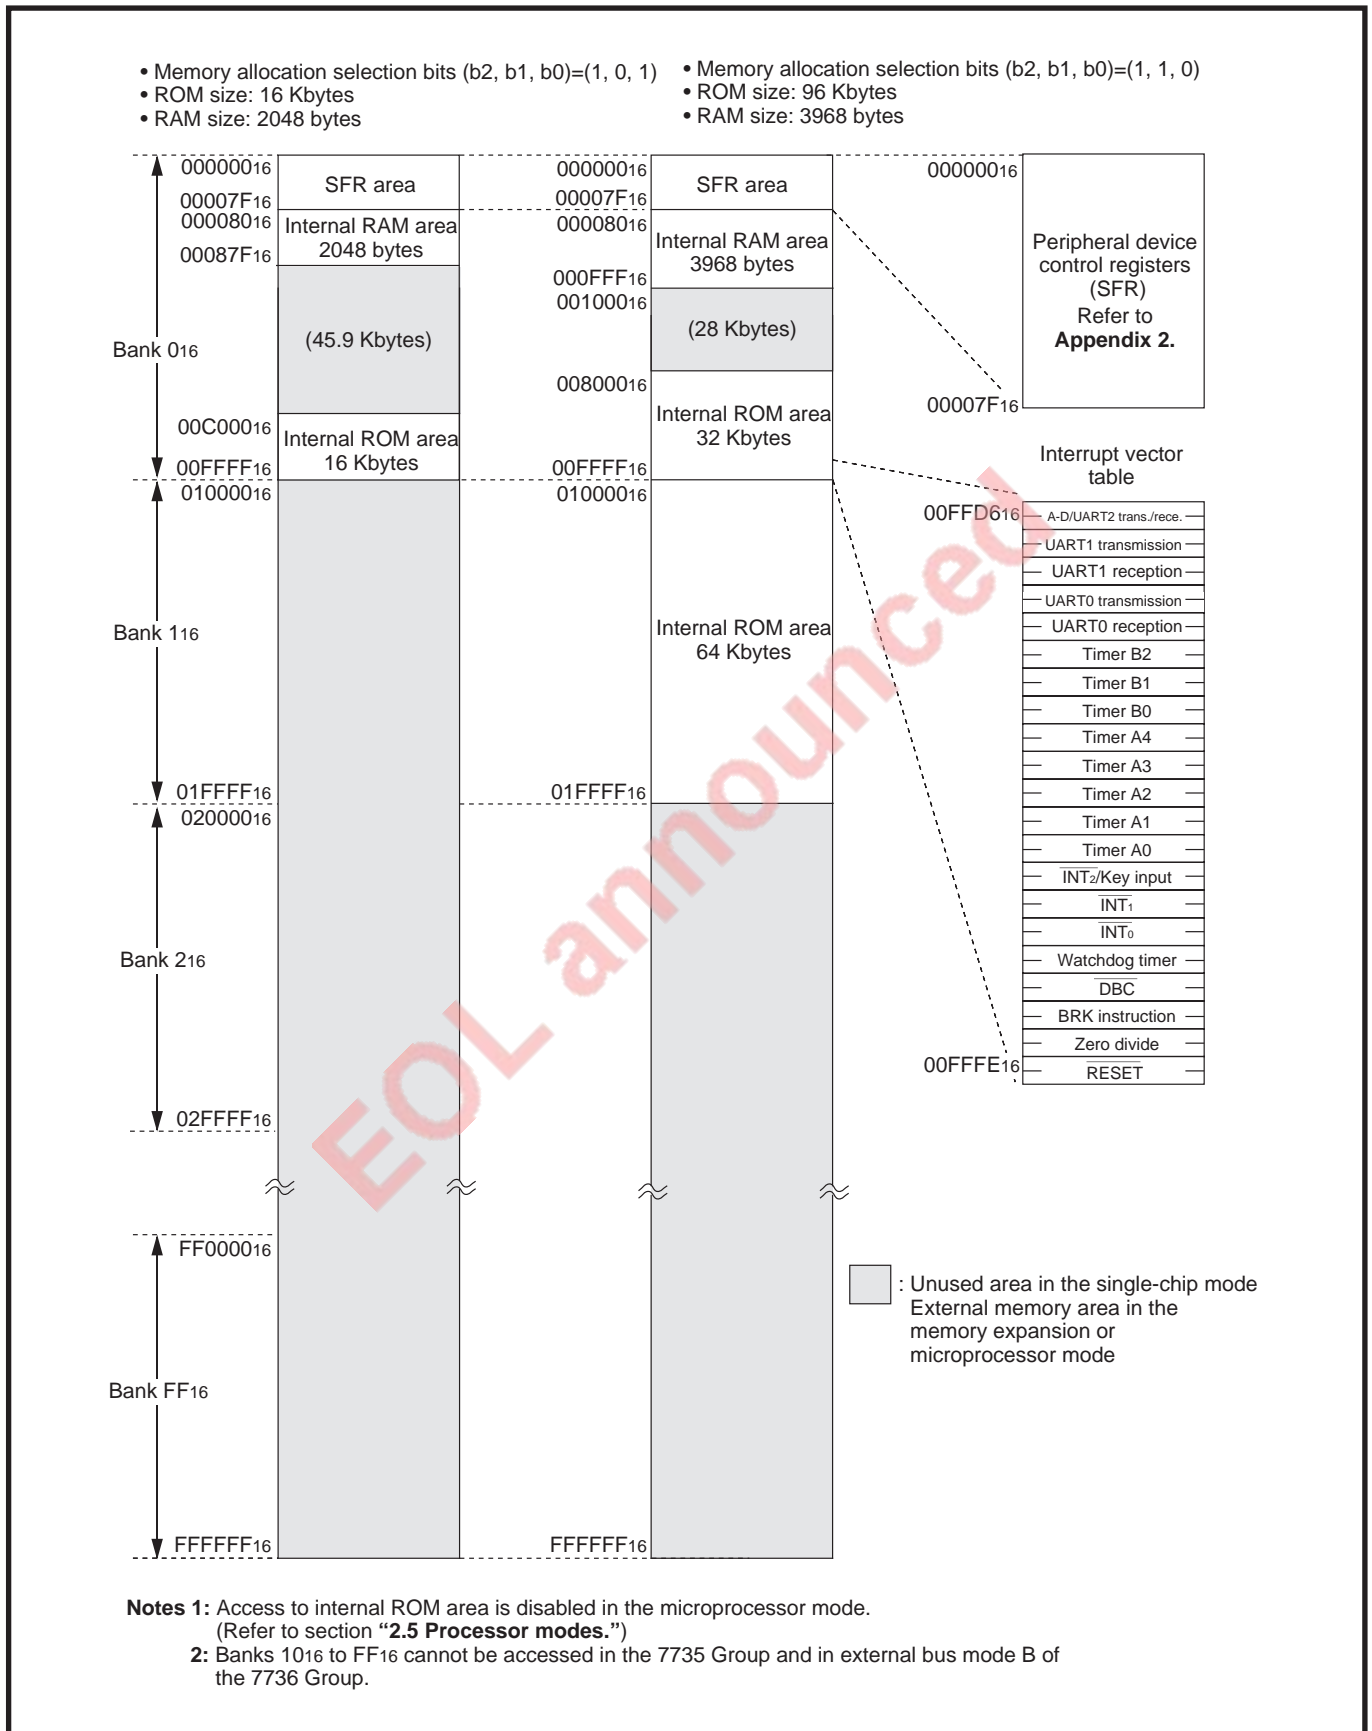 • Memory allocation selection bits (b2, b1, b0)=(1, 0, 1)
• ROM size: 16 Kbytes
• RAM size: 2048 bytes
• Memory allocation selection bits (b2, b1, b0)=(1, 1, 0)
• ROM size: 96 Kbytes
• RAM size: 3968 bytes
00000016
SFR area
00007F16
00008016
Internal RAM area
2048 bytes
00087F16
(45.9 Kbytes)
Bank 016
00C00016
Internal ROM area
16 Kbytes
00FFFF16
01000016
Bank 116
01FFFF16
02000016
Bank 216
02FFFF16
FF000016
Bank FF16
FFFFFF16
00000016
SFR area
00007F16
00008016
Internal RAM area
3968 bytes
000FFF16
00100016
(28 Kbytes)
00800016
Internal ROM area
32 Kbytes
00FFFF16
01000016
Internal ROM area
64 Kbytes
01FFFF16
FFFFFF16
00000016
Peripheral device
control registers
(SFR)
Refer to
Appendix 2.
00007F16
Interrupt vector
table
00FFD616
A-D/UART2 trans./rece.
UART1 transmission
UART1 reception
UART0 transmission
UART0 reception
Timer B2
Timer B1
Timer B0
Timer A4
Timer A3
Timer A2
Timer A1
Timer A0
INT2/Key input
INT1
INT0
Watchdog timer
DBC
BRK instruction
Zero divide
00FFFE16
RESET
: Unused area in the single-chip mode
External memory area in the
memory expansion or
microprocessor mode
EOL announced
Notes 1: Access to internal ROM area is disabled in the microprocessor mode.
(Refer to section “2.5 Processor modes.”)
2: Banks 1016 to FF16 cannot be accessed in the 7735 Group and in external bus mode B of
the 7736 Group.